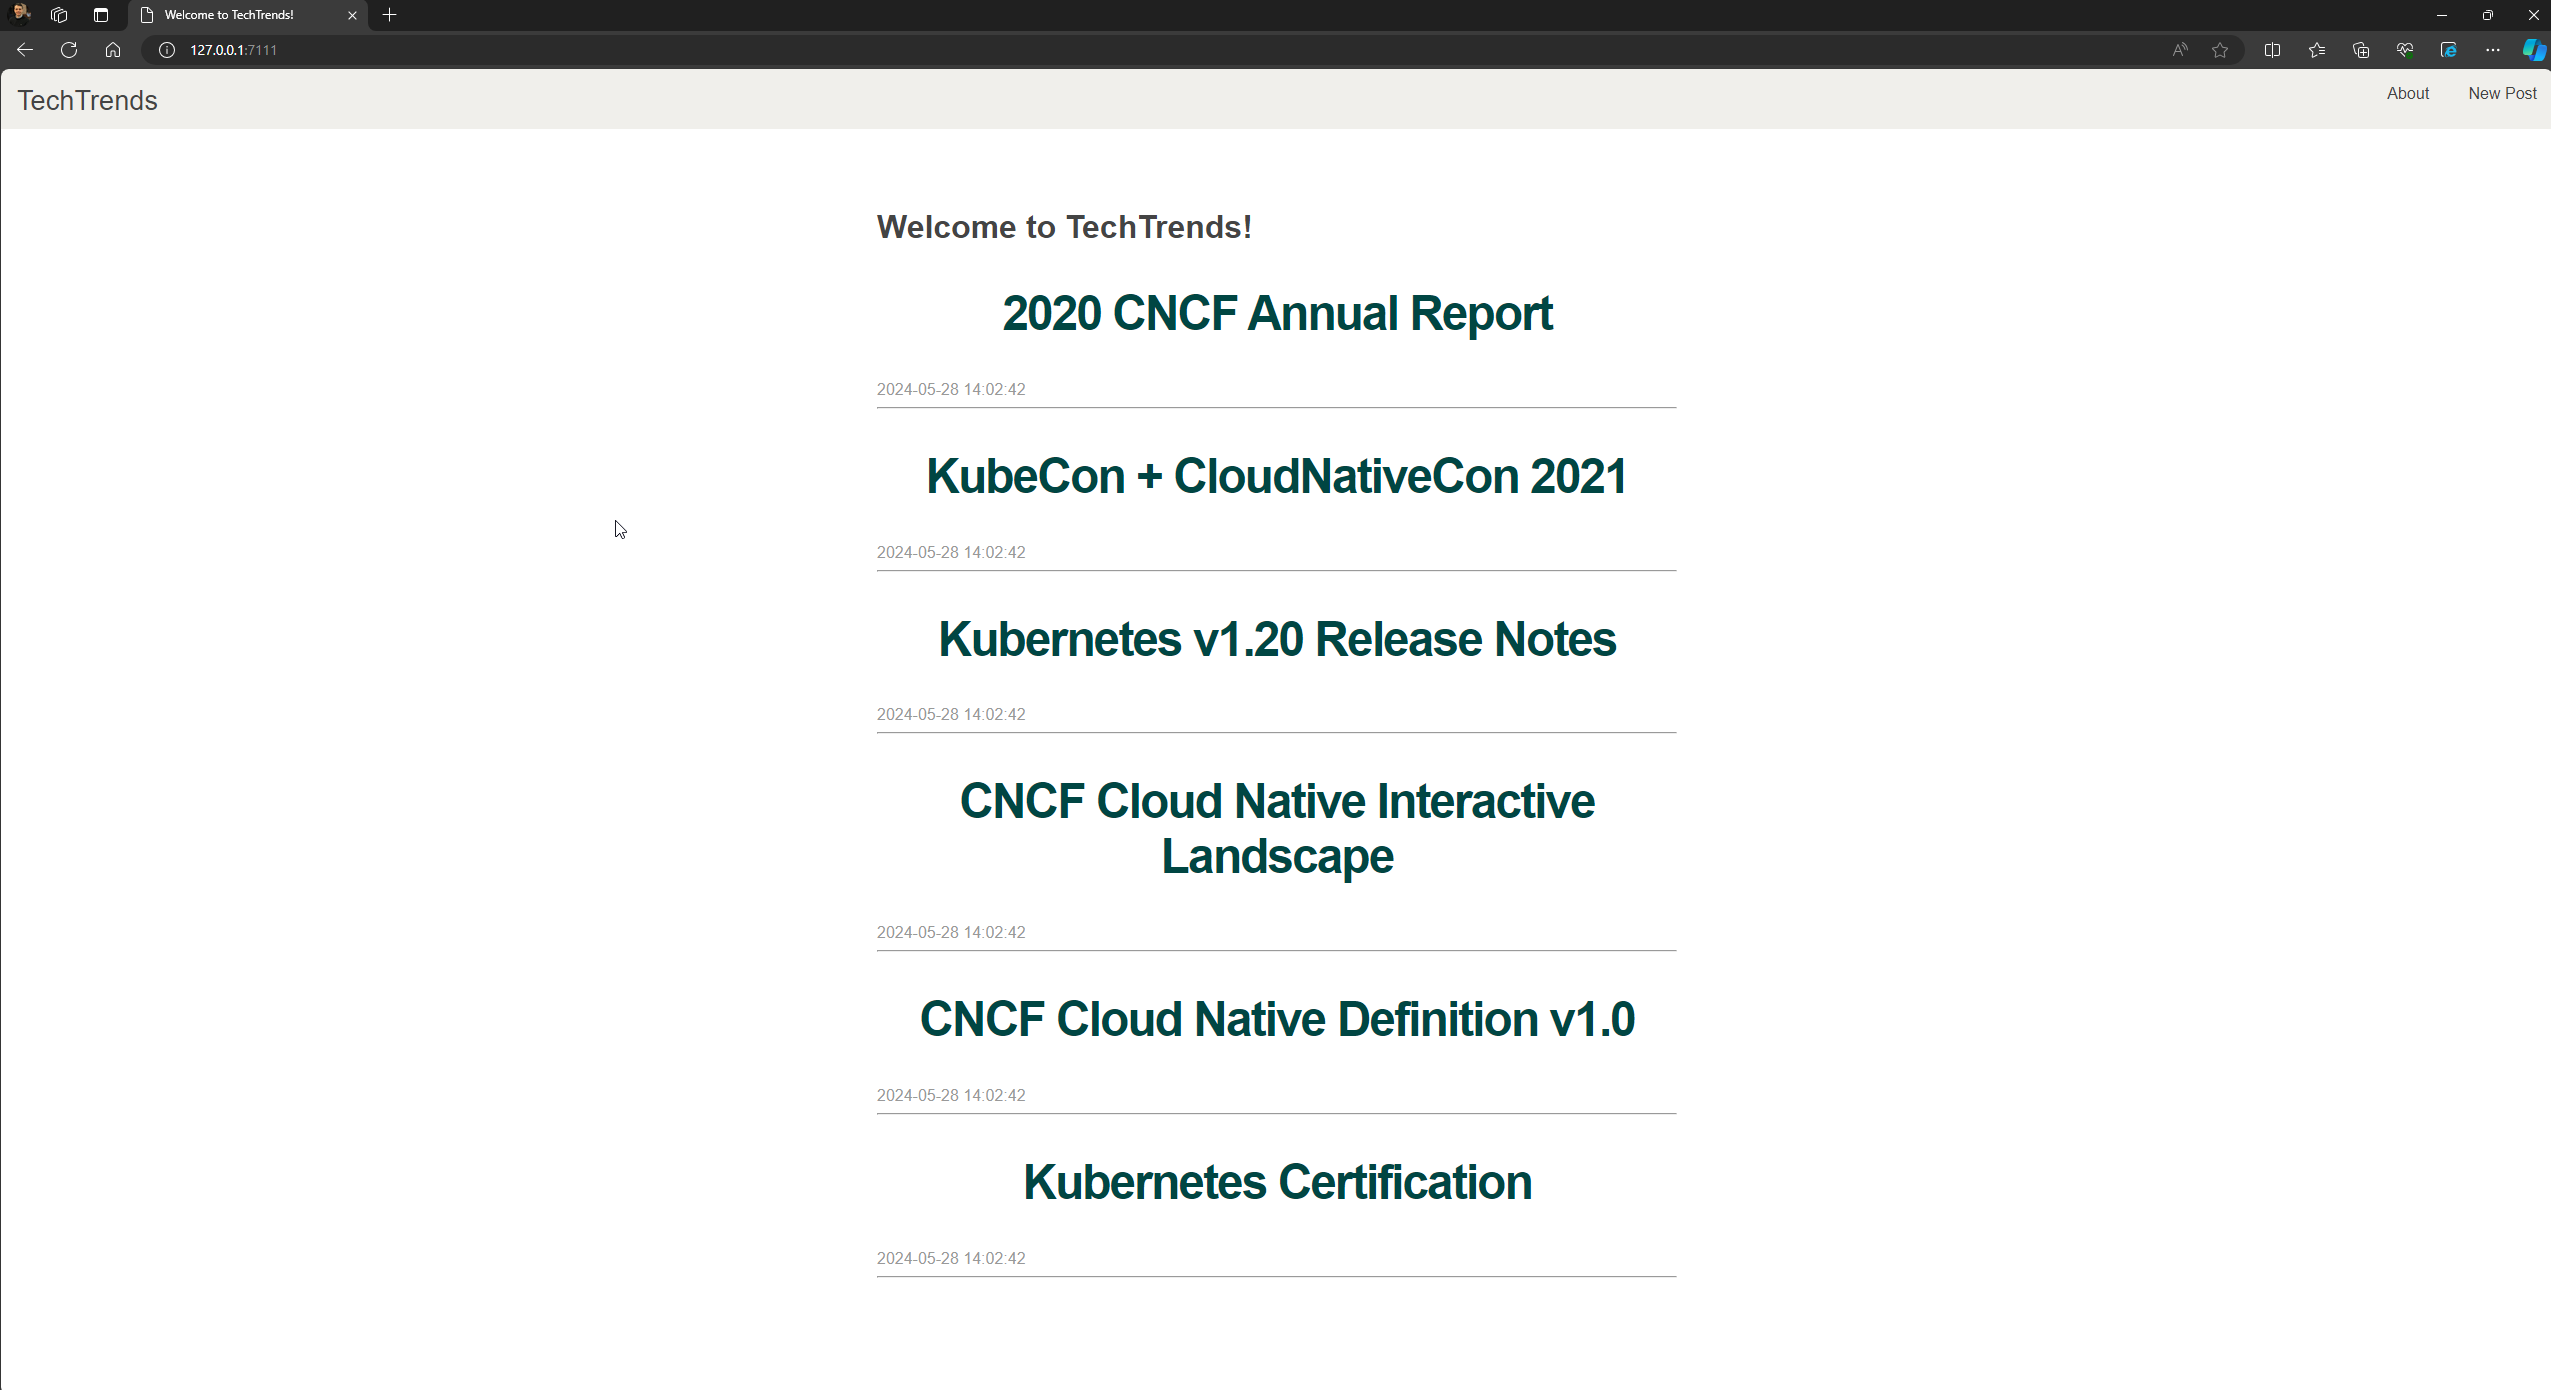 Welcome to TechTrends!
127.0.0.1:7111
TechTrends
About
New Post
Welcome to TechTrends!
2020 CNCF Annual Report
2024-05-28 14:02:42
KubeCon + CloudNativeCon 2021
2024-05-28 14:02:42
Kubernetes v1.20 Release Notes
2024-05-28 14:02:42
CNCF Cloud Native Interactive
Landscape
2024-05-28 14:02:42
CNCF Cloud Native Definition v1.0
2024-05-28 14:02:42
Kubernetes Certification
2024-05-28 14:02:42